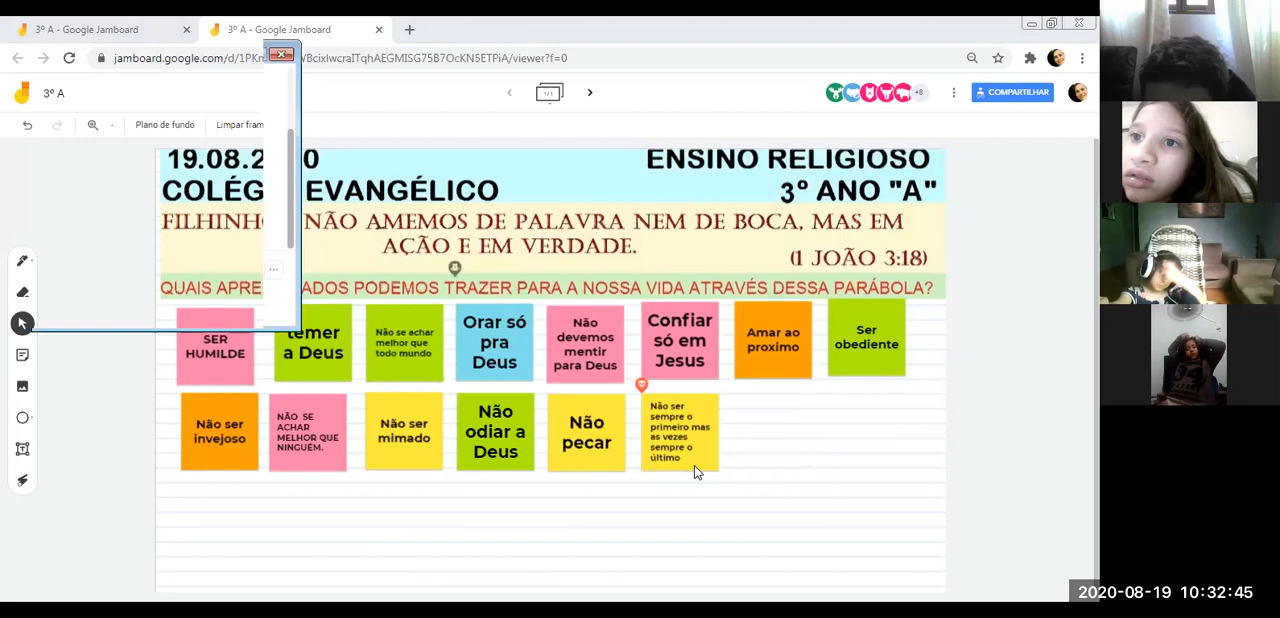 3º A - Google Jamboard
3º A - Google Jamboard
jamboard.google.com/d/1PKn
BcixlwcraITqhAEGMISG75B7OcKN5ETPiA/viewer?f=0
3º A
1/1
+8
COMPARTILHAR
Plano de fundo
Limpar fram
19.08.2 0
ENSINO RELIGIOSO
COLÉG EVANGÉLICO
3º ANO "A"
FILHINHO NÃO AMEMOS DE PALAVRA NEM DE BOCA, MAS EM
AÇÃO E EM VERDADE.
(1 JOÃO 3:18)
QUAIS APRE ADOS PODEMOS TRAZER PARA A NOSSA VIDA ATRAVÉS DESSA PARÁBOLA?
SER
HUMILDE
temer
a Deus
Não se achar
melhor que
todo mundo
Orar só
pra
Deus
Não
devemos
mentir
para Deus
Confiar
só em
Jesus
Amar ao
proximo
Ser
obediente
Não ser
invejoso
NÃO SE
ACHAR
MELHOR QUE
NINGUÉM.
Não ser
mimado
Não
odiar a
Deus
Não
pecar
Não ser
sempre o
primeiro mas
as vezes
sempre o
último
2020-08-19 10:32:45